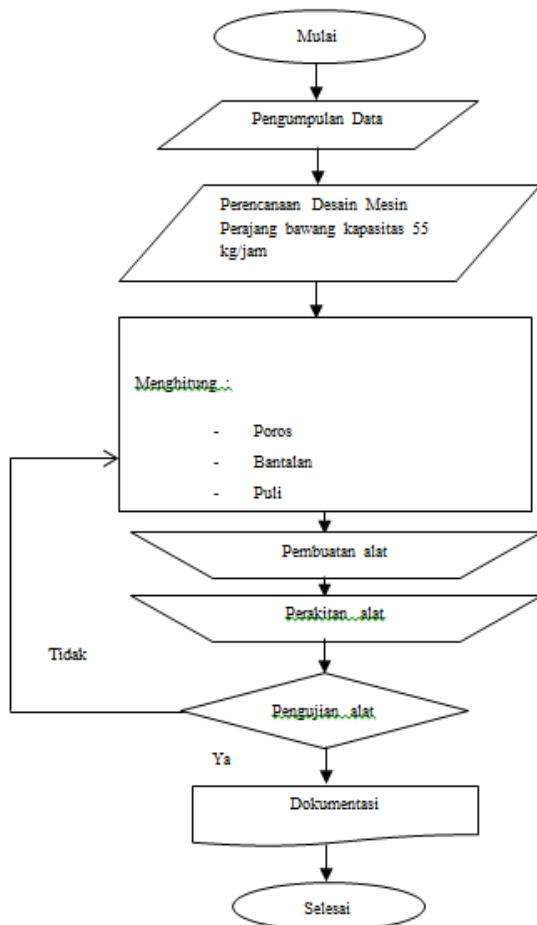 Mulai
Pengumpulan Data
Perencanaan Desain Mesin
Perajang bawang kapasitas 55
kg/jam
Menghitung :
- Poros
- Bantalan
- Puli
Pembuatan alat
Perakitan alat
Tidak
Pengujian alat
Ya
Dokumentasi
Selesai